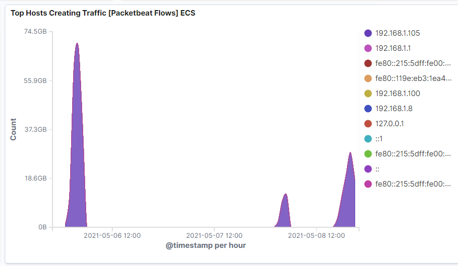 Top Hosts Creating Traffic [Packetbeat Flows] ECS
74.5GB
55.9GB
37.3GB
18.6GB
0B
Count
2021-05-06 12:00
2021-05-07 12:00
2021-05-08 12:00
@timestamp per hour
192.168.1.105
192.168.1.1
fe80::215:5dff:fe00:...
fe80::119e:eb3:1ea4...
192.168.1.100
192.168.1.8
127.0.0.1
::1
fe80::215:5dff:fe00:...
::
fe80::215:5dff:fe00:...